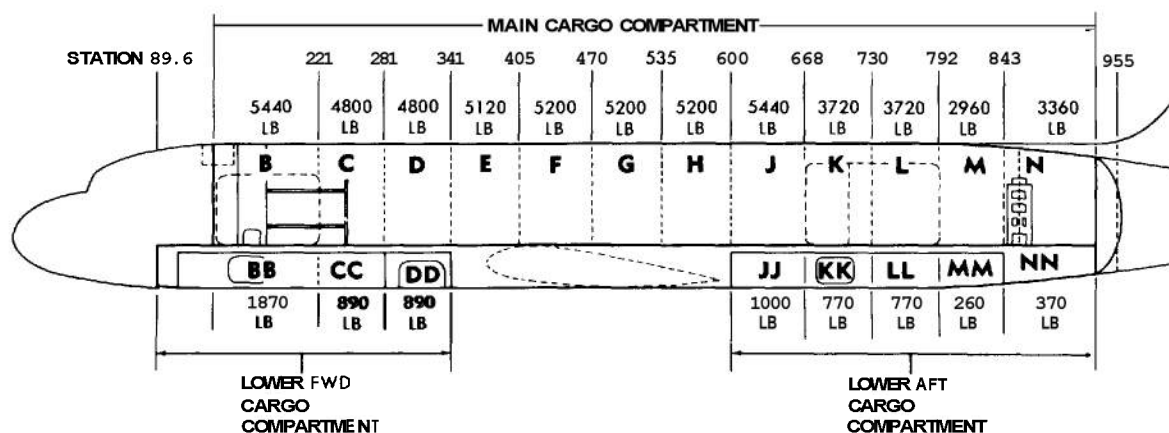 MAIN CARGO COMPARTMENT
STATION 89.6 221 281 341 405 470 535 600 668 730 792 843 955
5440 4800 4800 5120 5200 5200 5200 5440 3720 3720 2960 3360
LB LB LB LB LB LB LB LB LB LB LB LB
B C D E F G H J K L M N
BB CC DD JJ KK LL MM NN
1870 890 890 1000 770 770 260 370
LB LB LB LB LB LB LB LB
LOWER FWD
CARGO
COMPARTMENT
LOWER AFT
CARGO
COMPARTMENT